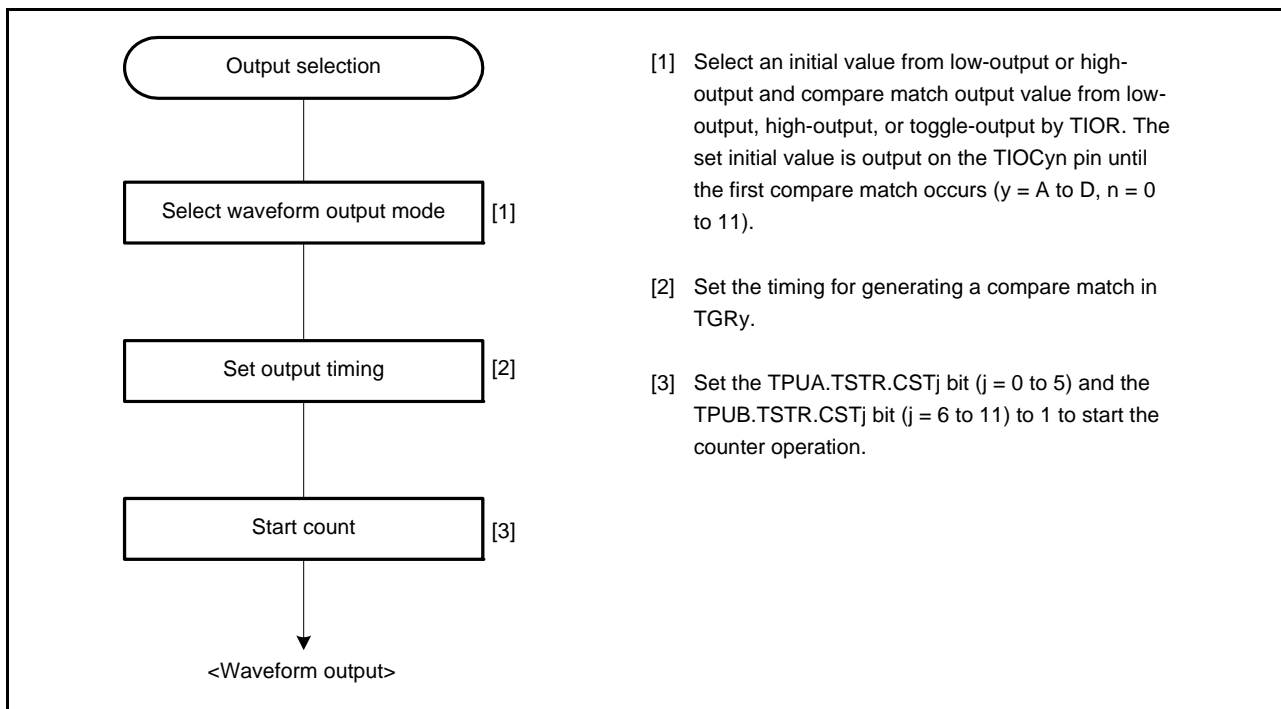 Output selection
Select waveform output mode
[1]
Set output timing
[2]
Start count
[3]
<Waveform output>
[1] Select an initial value from low-output or high-
output and compare match output value from low-
output, high-output, or toggle-output by TIOR. The
set initial value is output on the TIOCyn pin until
the first compare match occurs (y = A to D, n = 0
to 11).
[2] Set the timing for generating a compare match in
TGRy.
[3] Set the TPUA.TSTR.CSTj bit (j = 0 to 5) and the
TPUB.TSTR.CSTj bit (j = 6 to 11) to 1 to start the
counter operation.